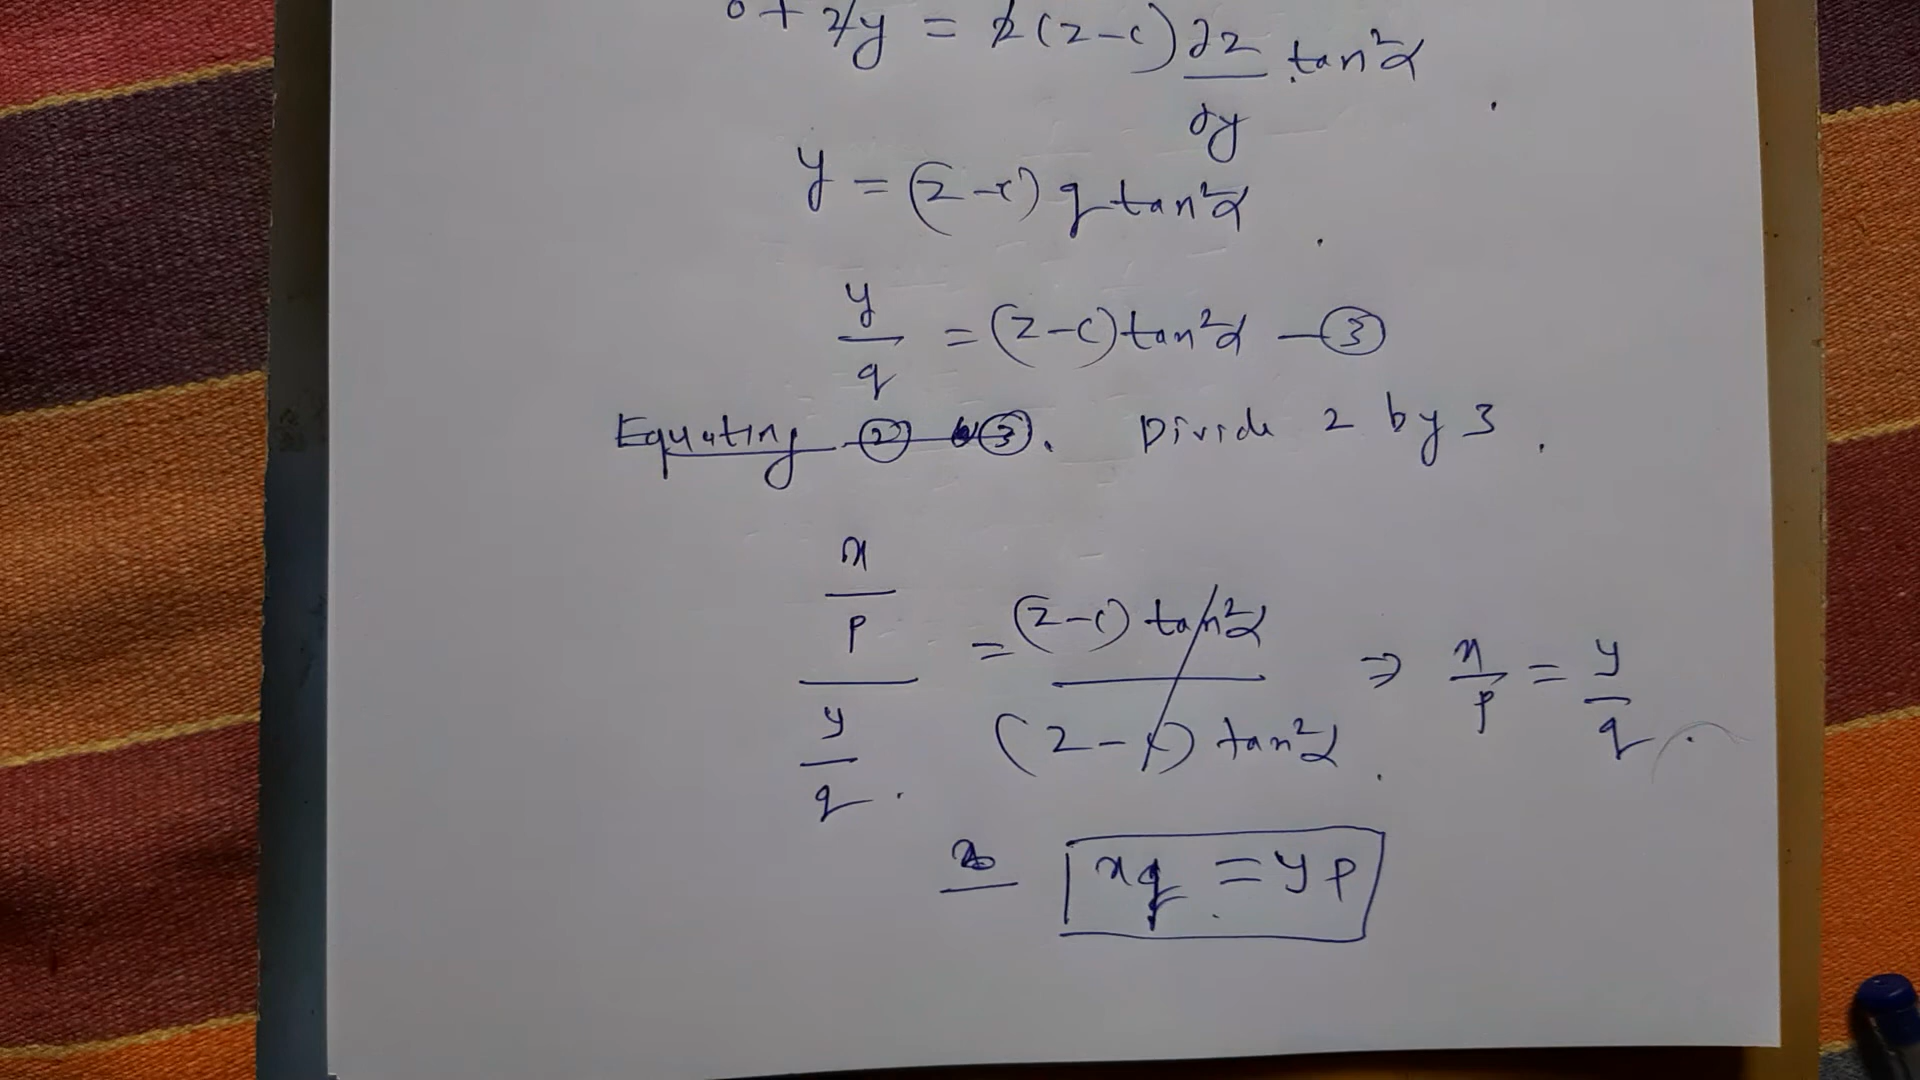 0 + 2y = 2(z-c) ∂z/∂y tan²α
y = (z-c) q tan²α
y/q = (z-c) tan²α — ③
Equating ② & ③. Divide 2 by 3.
(x/p)/(y/q) = (z-c) tan²α / (z-c) tan²α ⇒ x/p = y/q.
xq = yp